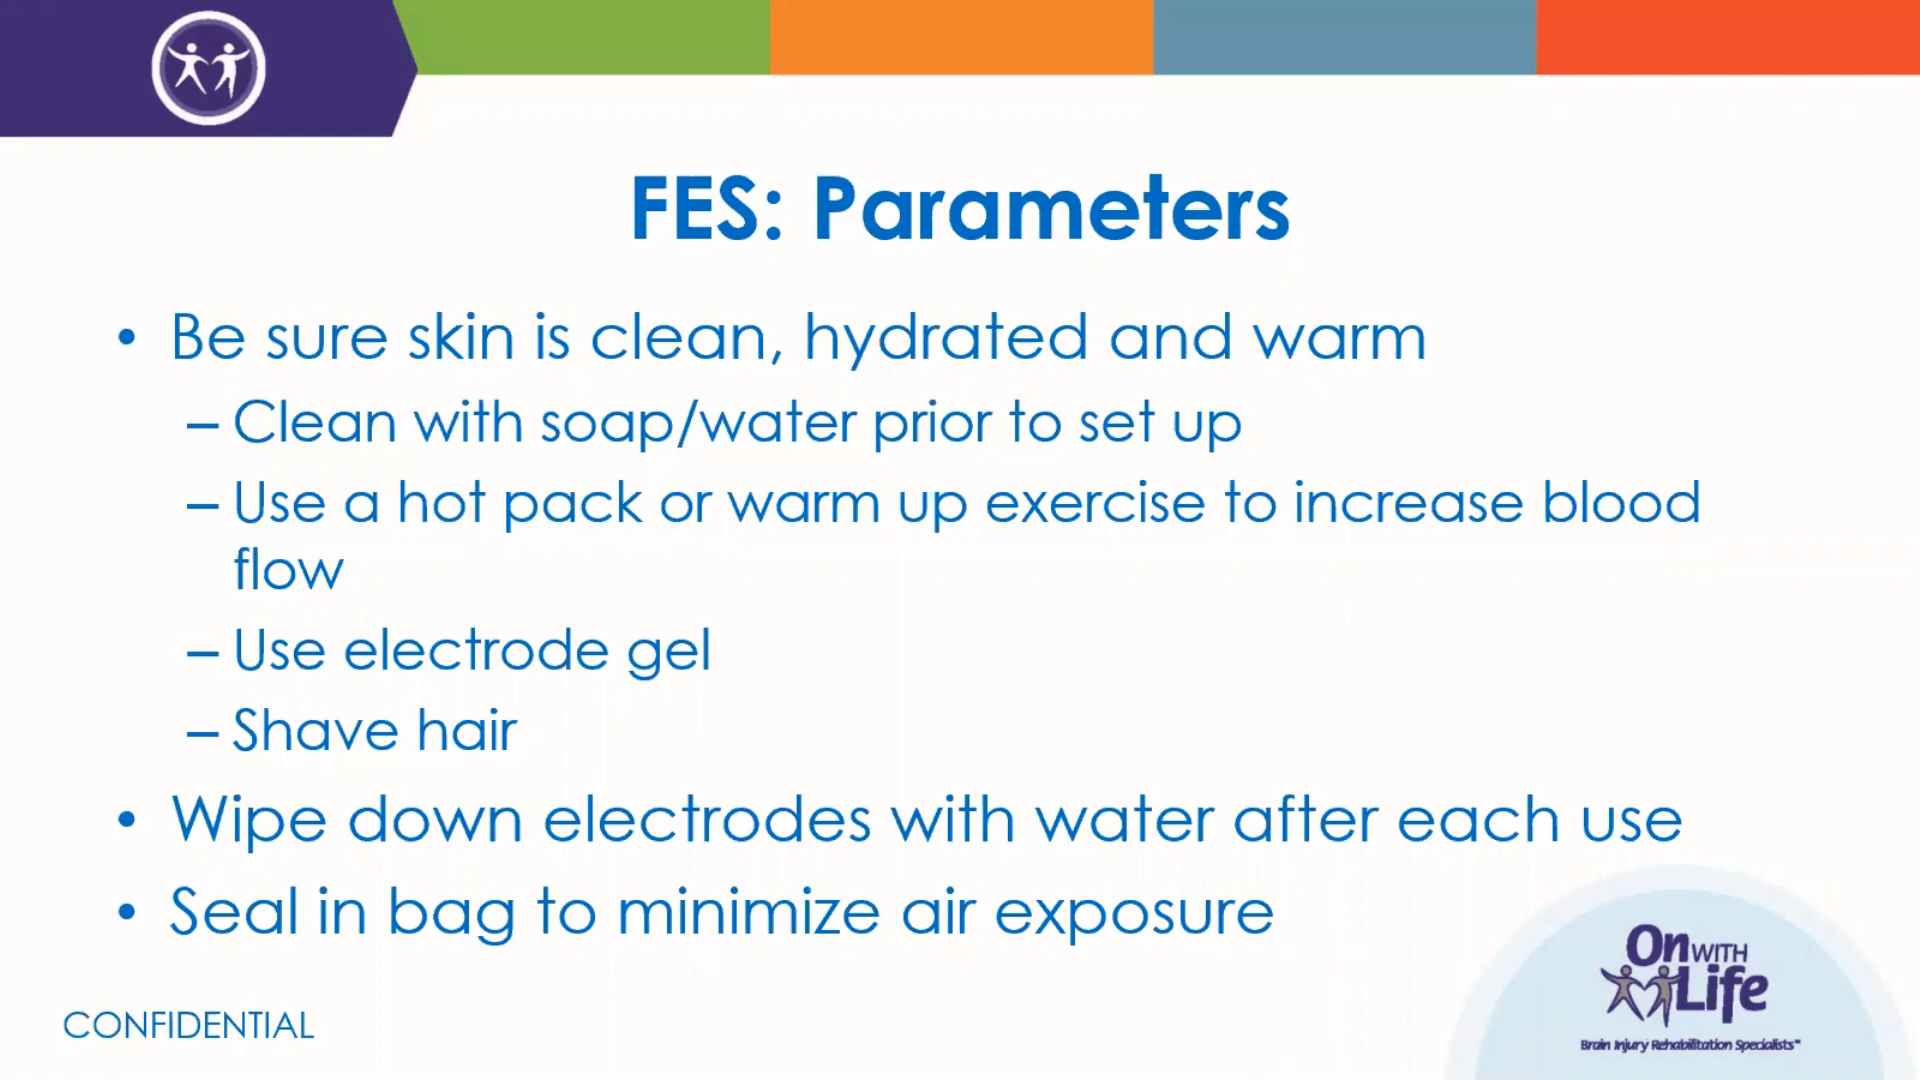 FES: Parameters
• Be sure skin is clean, hydrated and warm
– Clean with soap/water prior to set up
– Use a hot pack or warm up exercise to increase blood
flow
– Use electrode gel
– Shave hair
• Wipe down electrodes with water after each use
• Seal in bag to minimize air exposure
On WITH
Life
Brain Injury Rehabilitation Specialists℠
CONFIDENTIAL